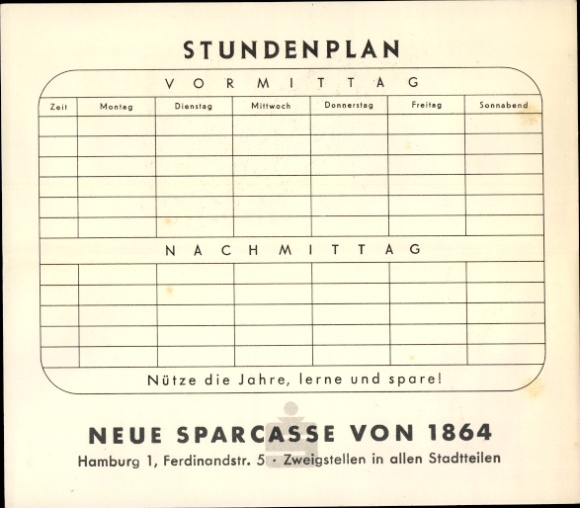 STUNDENPLAN
VORMITTAG
Zeit Montag Dienstag Mittwoch Donnerstag Freitag Sonnabend
NACHMITTAG
Nütze die Jahre, lerne und spare!
NEUE SPARCASSE VON 1864
Hamburg 1, Ferdinandstr. 5 · Zweigstellen in allen Stadtteilen